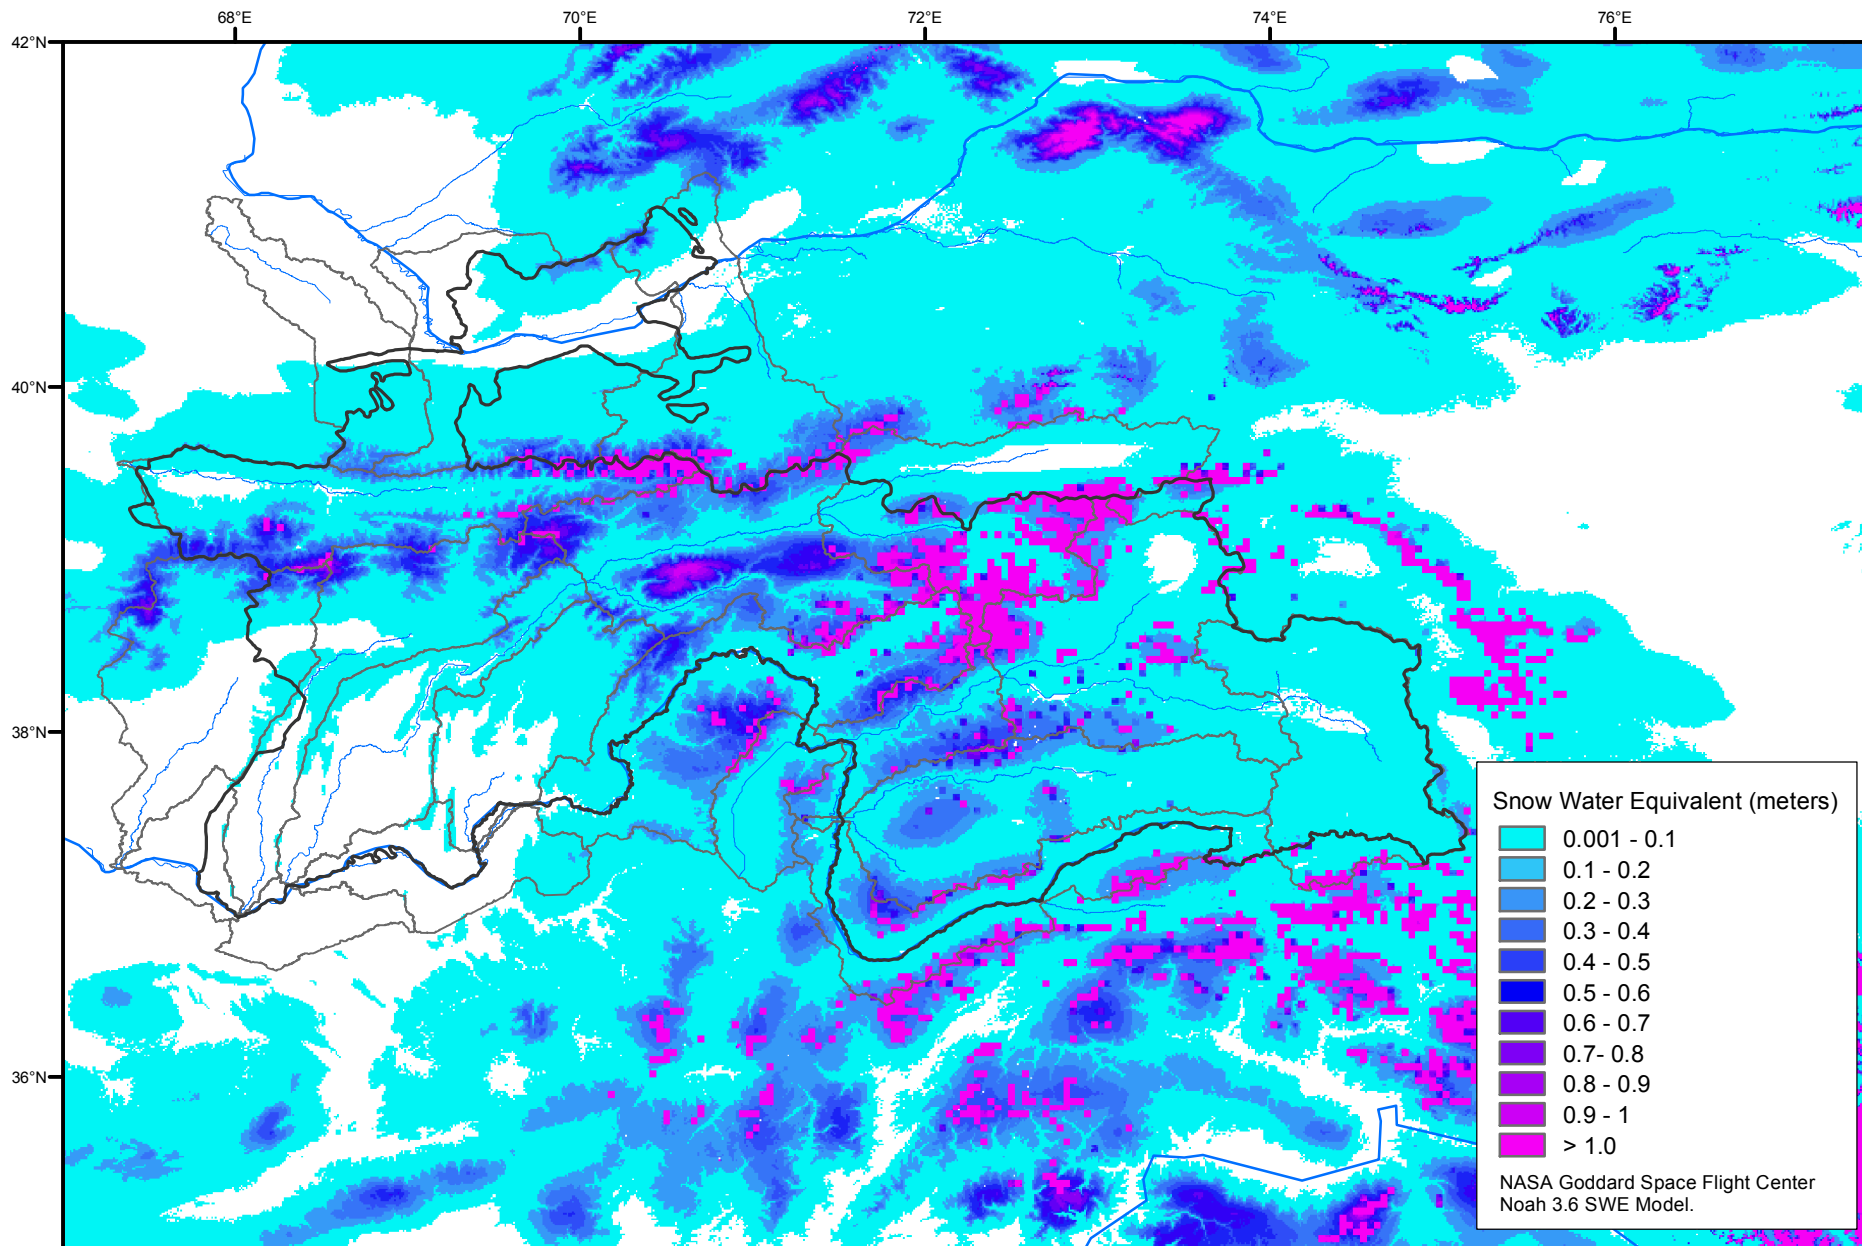 68°E
70°E
72°E
74°E
76°E
42°N
40°N
38°N
36°N
Snow Water Equivalent (meters)
0.001 - 0.1
0.1 - 0.2
0.2 - 0.3
0.3 - 0.4
0.4 - 0.5
0.5 - 0.6
0.6 - 0.7
0.7- 0.8
0.8 - 0.9
0.9 - 1
> 1.0
NASA Goddard Space Flight Center
Noah 3.6 SWE Model.